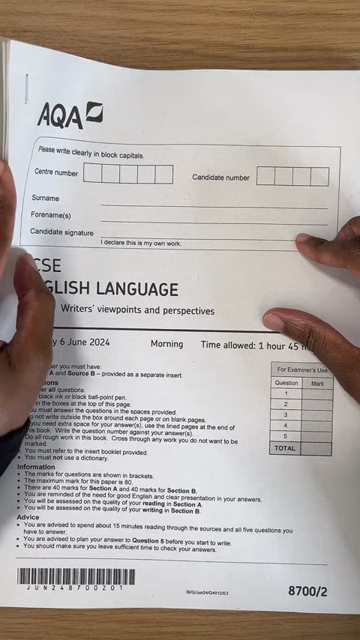 AQA
Please write clearly in block capitals.
Centre number
Candidate number
Surname
Forename(s)
Candidate signature
I declare this is my own work.
CSE
GLISH LANGUAGE
Writers' viewpoints and perspectives
y 6 June 2024 Morning Time allowed: 1 hour 45 m
per you must have:
A and Source B – provided as a separate insert.
ions
er all questions.
black ink or black ball-point pen.
in the boxes at the top of this page.
u must answer the questions in the spaces provided.
o not write outside the box around each page or on blank pages.
you need extra space for your answer(s), use the lined pages at the end of
is book. Write the question number against your answer(s).
Do all rough work in this book. Cross through any work you do not want to be
marked.
You must refer to the insert booklet provided.
• You must not use a dictionary.
For Examiner's Use
Question Mark
1
2
3
4
5
TOTAL
Information
• The marks for questions are shown in brackets.
• The maximum mark for this paper is 80.
• There are 40 marks for Section A and 40 marks for Section B.
• You are reminded of the need for good English and clear presentation in your answers.
• You will be assessed on the quality of your reading in Section A.
• You will be assessed on the quality of your writing in Section B.
Advice
• You are advised to spend about 15 minutes reading through the sources and all five questions you
have to answer.
• You are advised to plan your answer to Question 5 before you start to write.
• You should make sure you leave sufficient time to check your answers.
JUN248700201
IB/G/Jun24/G4012/E3
8700/2